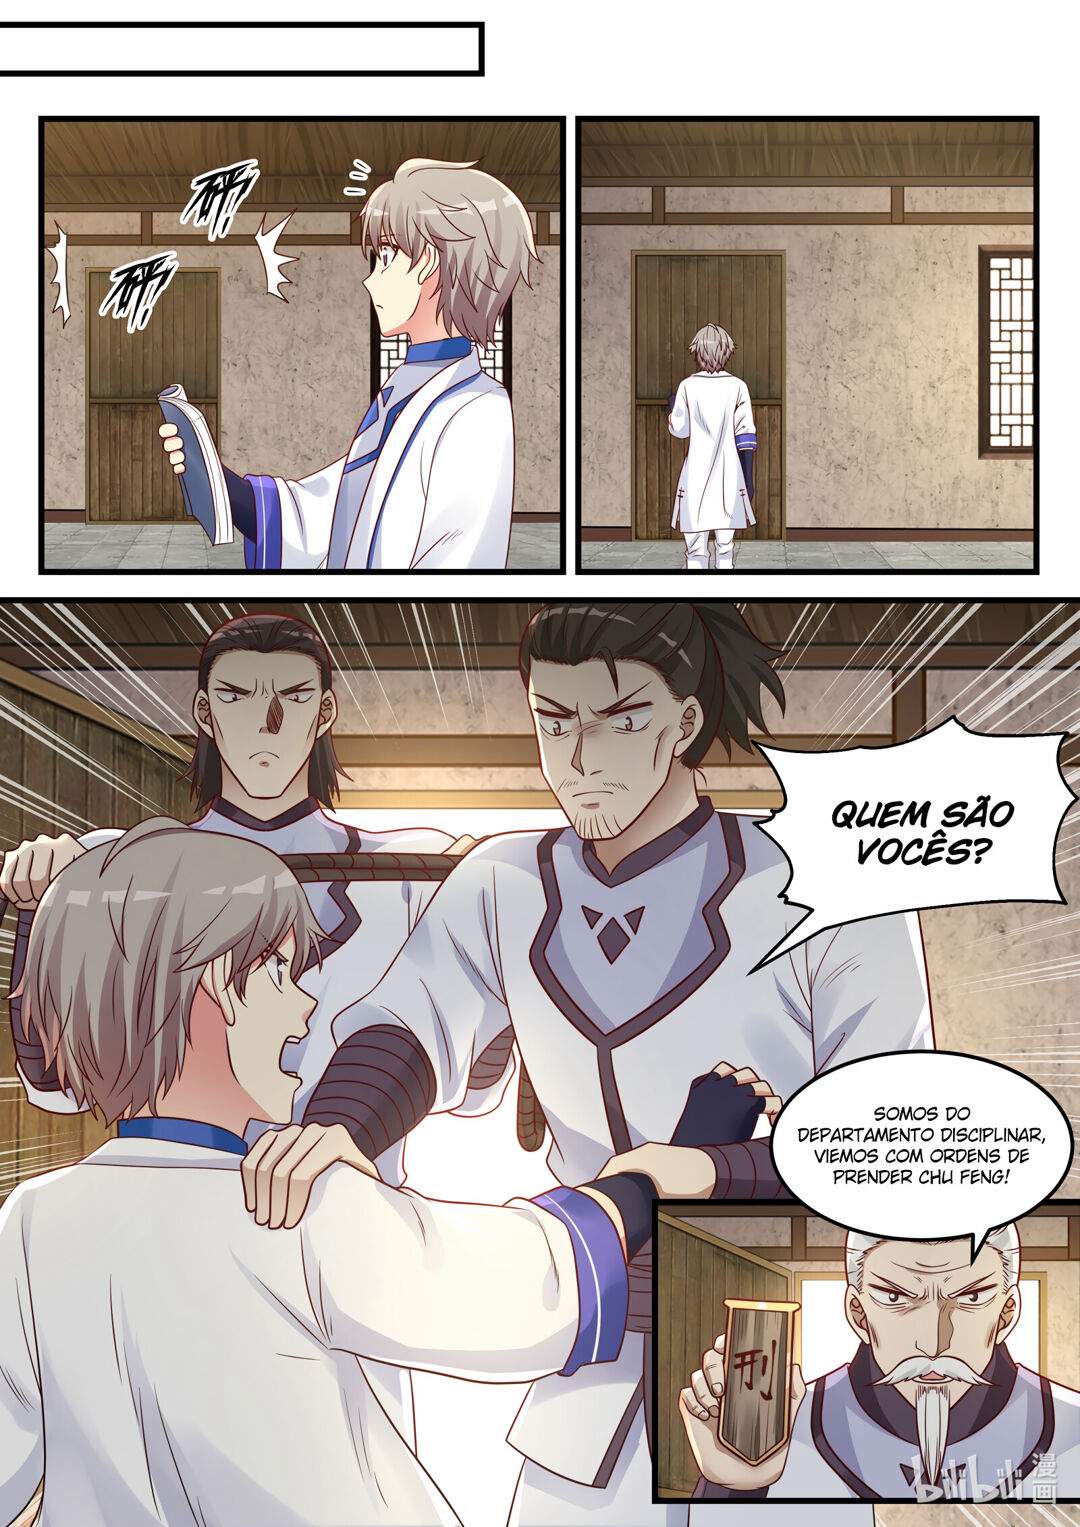 砰!
砰!
QUEM SÃO
VOCÊS?
SOMOS DO
DEPARTAMENTO DISCIPLINAR,
VIEMOS COM ORDENS DE
PRENDER CHU FENG!
刑
bilibili 漫画